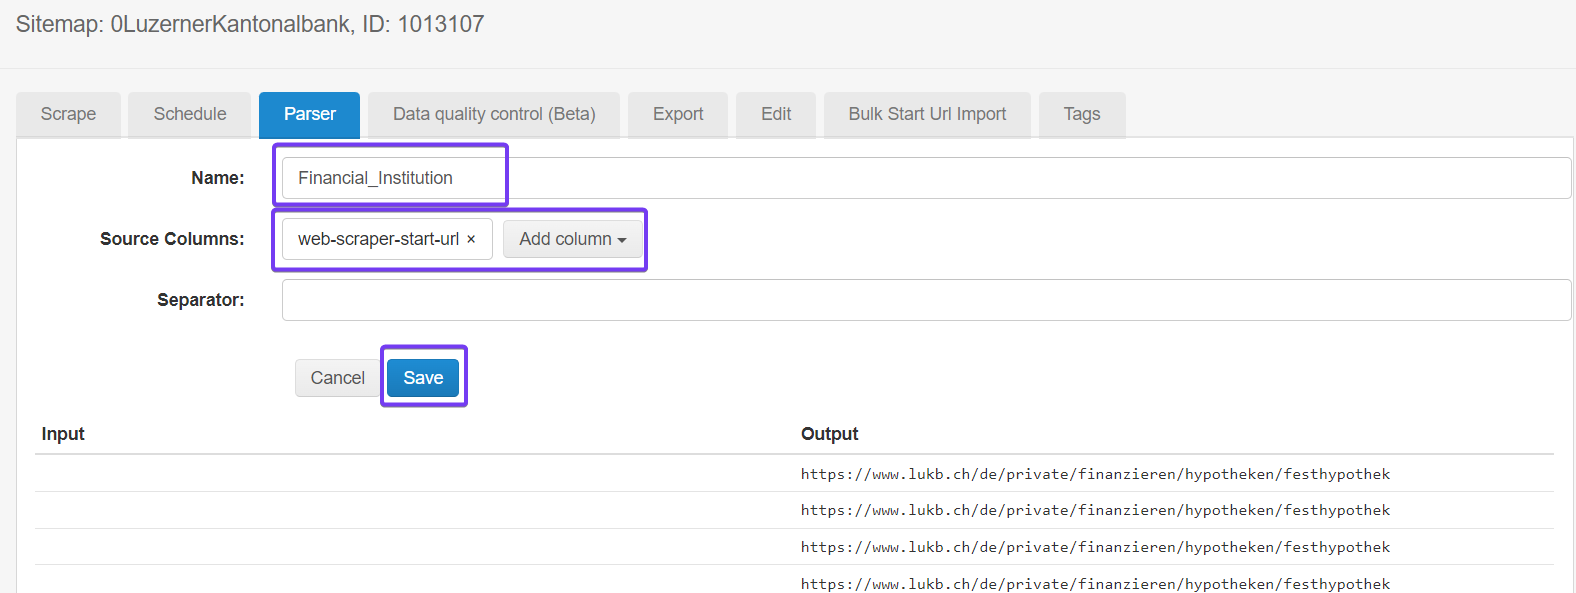 Sitemap: 0LuzernerKantonalbank, ID: 1013107
Scrape Schedule Parser Data quality control (Beta) Export Edit Bulk Start Url Import Tags
Name: Financial_Institution
Source Columns: web-scraper-start-url × Add column
Separator:
Cancel Save
Input Output
https://www.lukb.ch/de/private/finanzieren/hypotheken/festhypothek
https://www.lukb.ch/de/private/finanzieren/hypotheken/festhypothek
https://www.lukb.ch/de/private/finanzieren/hypotheken/festhypothek
https://www.lukb.ch/de/private/finanzieren/hypotheken/festhypothek